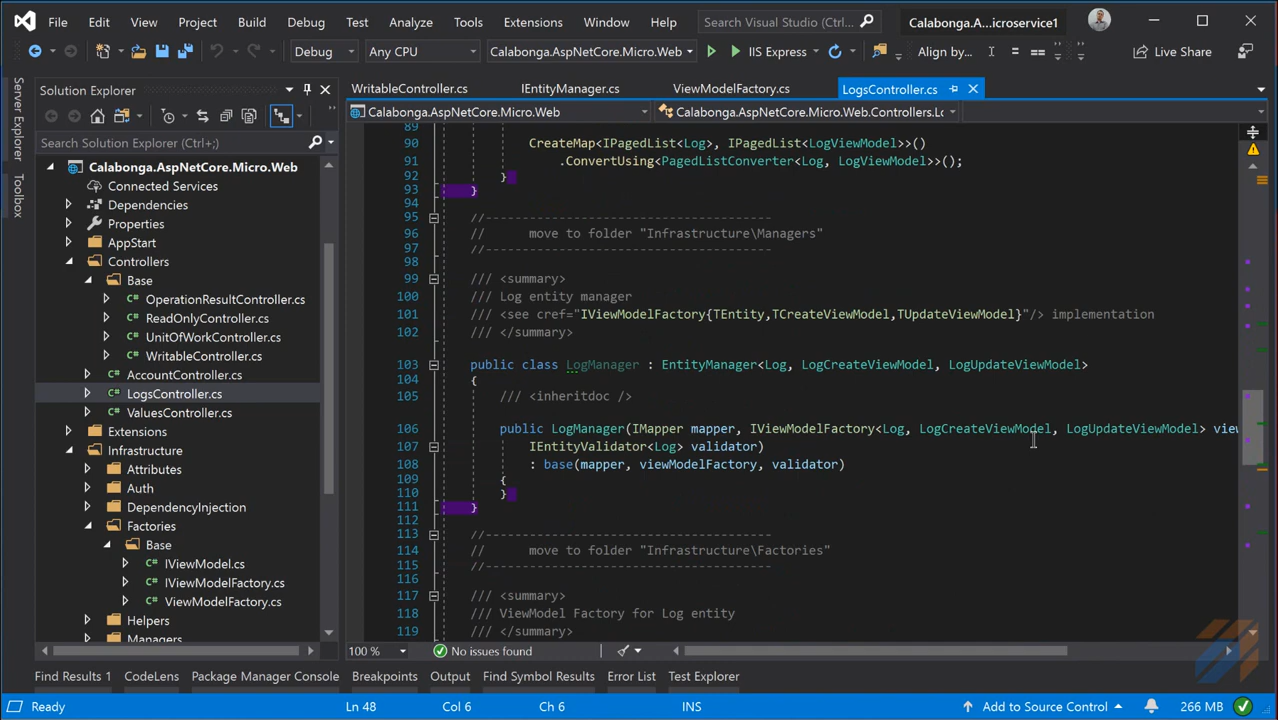 File Edit View Project Build Debug Test Analyze Tools Extensions Window Help Search Visual Studio Calabonga.A...icroservice1
Debug Any CPU Calabonga.AspNetCore.Micro.Web IIS Express Align by... Live Share
Server Explorer
Toolbox
Solution Explorer
Search Solution Explorer (Ctrl+;)
Calabonga.AspNetCore.Micro.Web
Connected Services
Dependencies
Properties
AppStart
Controllers
Base
C# OperationResultController.cs
C# ReadOnlyController.cs
C# UnitOfWorkController.cs
C# WritableController.cs
C# AccountController.cs
C# LogsController.cs
C# ValuesController.cs
Extensions
Infrastructure
Attributes
Auth
DependencyInjection
Factories
Base
C# IViewModel.cs
C# IViewModelFactory.cs
C# ViewModelFactory.cs
Helpers
Managers
WritableController.cs IEntityManager.cs ViewModelFactory.cs LogsController.cs
Calabonga.AspNetCore.Micro.Web Calabonga.AspNetCore.Micro.Web.Controllers.Lo
89
90 CreateMap<IPagedList<Log>, IPagedList<LogViewModel>>()
91 .ConvertUsing<PagedListConverter<Log, LogViewModel>>();
92 }
93 }
94
95 //----------------------------------------
96 // move to folder "Infrastructure\Managers"
97 //----------------------------------------
98
99 /// <summary>
100 /// Log entity manager
101 /// <see cref="IViewModelFactory{TEntity,TCreateViewModel,TUpdateViewModel}"/> implementation
102 /// </summary>
103 public class LogManager : EntityManager<Log, LogCreateViewModel, LogUpdateViewModel>
104 {
105 /// <inheritdoc />
106 public LogManager(IMapper mapper, IViewModelFactory<Log, LogCreateViewModel, LogUpdateViewModel> view
107 IEntityValidator<Log> validator)
108 : base(mapper, viewModelFactory, validator)
109 {
110 }
111 }
112
113 //----------------------------------------
114 // move to folder "Infrastructure\Factories"
115 //----------------------------------------
116
117 /// <summary>
118 /// ViewModel Factory for Log entity
119 /// </summary>
100 % No issues found
Find Results 1 CodeLens Package Manager Console Breakpoints Output Find Symbol Results Error List Test Explorer
Ready Ln 48 Col 6 Ch 6 INS Add to Source Control 266 MB